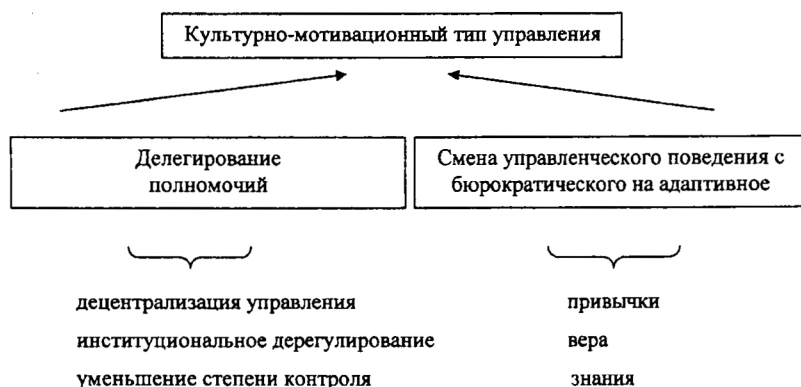 Культурно-мотивационный тип управления
Делегирование
полномочий
Смена управленческого поведения с
бюрократического на адаптивное
децентрализация управления
институциональное дерегулирование
уменьшение степени контроля
привычки
вера
знания